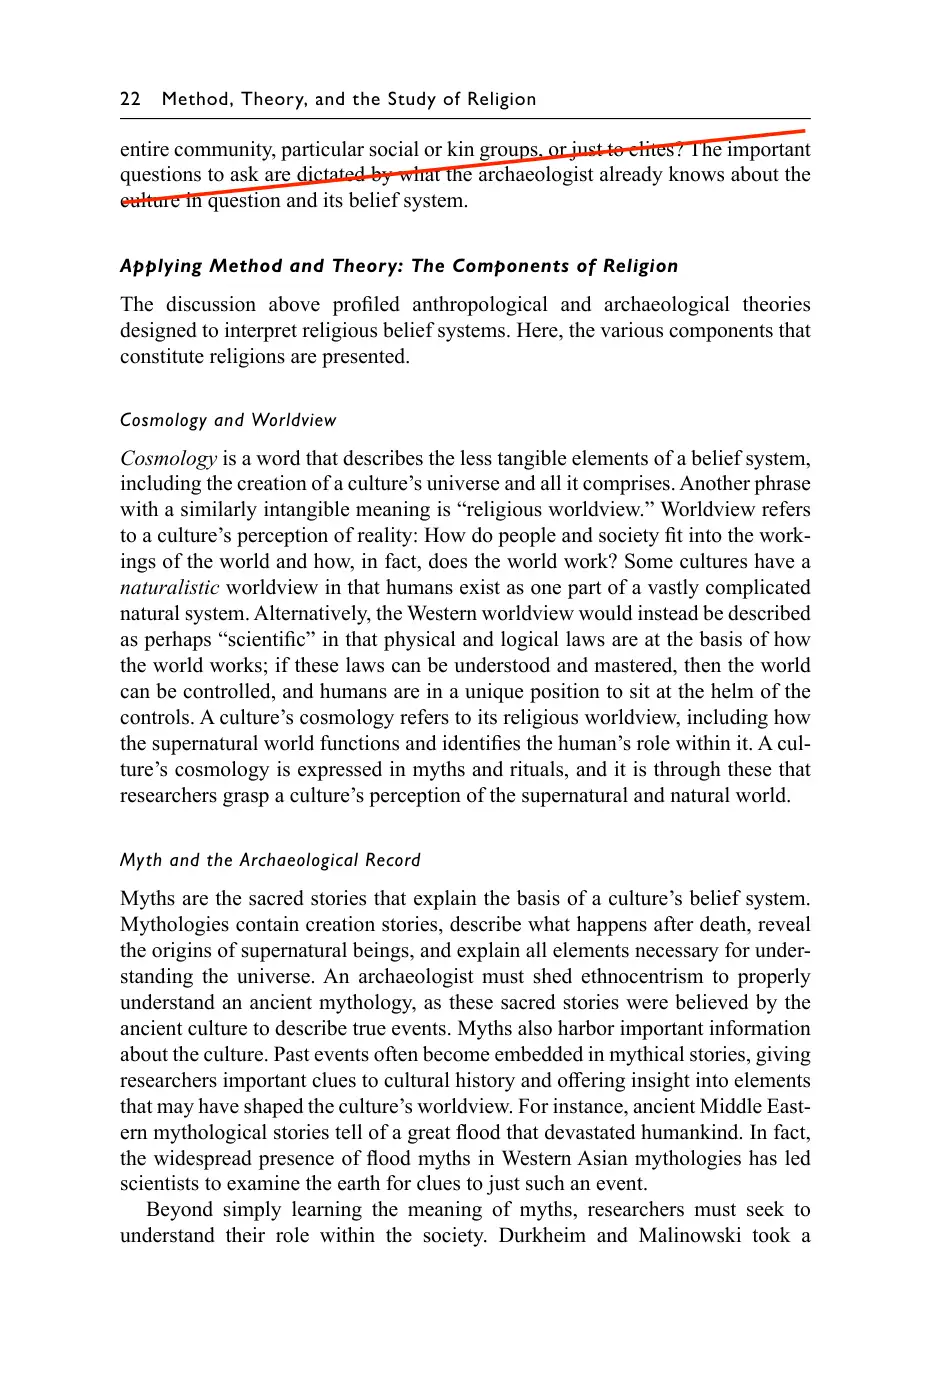 22 Method, Theory, and the Study of Religion
entire community, particular social or kin groups, or just to elites? The important
questions to ask are dictated by what the archaeologist already knows about the
culture in question and its belief system.
Applying Method and Theory: The Components of Religion
The discussion above profiled anthropological and archaeological theories
designed to interpret religious belief systems. Here, the various components that
constitute religions are presented.
Cosmology and Worldview
Cosmology is a word that describes the less tangible elements of a belief system,
including the creation of a culture’s universe and all it comprises. Another phrase
with a similarly intangible meaning is “religious worldview.” Worldview refers
to a culture’s perception of reality: How do people and society fit into the work-
ings of the world and how, in fact, does the world work? Some cultures have a
naturalistic worldview in that humans exist as one part of a vastly complicated
natural system. Alternatively, the Western worldview would instead be described
as perhaps “scientific” in that physical and logical laws are at the basis of how
the world works; if these laws can be understood and mastered, then the world
can be controlled, and humans are in a unique position to sit at the helm of the
controls. A culture’s cosmology refers to its religious worldview, including how
the supernatural world functions and identifies the human’s role within it. A cul-
ture’s cosmology is expressed in myths and rituals, and it is through these that
researchers grasp a culture’s perception of the supernatural and natural world.
Myth and the Archaeological Record
Myths are the sacred stories that explain the basis of a culture’s belief system.
Mythologies contain creation stories, describe what happens after death, reveal
the origins of supernatural beings, and explain all elements necessary for under-
standing the universe. An archaeologist must shed ethnocentrism to properly
understand an ancient mythology, as these sacred stories were believed by the
ancient culture to describe true events. Myths also harbor important information
about the culture. Past events often become embedded in mythical stories, giving
researchers important clues to cultural history and offering insight into elements
that may have shaped the culture’s worldview. For instance, ancient Middle East-
ern mythological stories tell of a great flood that devastated humankind. In fact,
the widespread presence of flood myths in Western Asian mythologies has led
scientists to examine the earth for clues to just such an event.
Beyond simply learning the meaning of myths, researchers must seek to
understand their role within the society. Durkheim and Malinowski took a